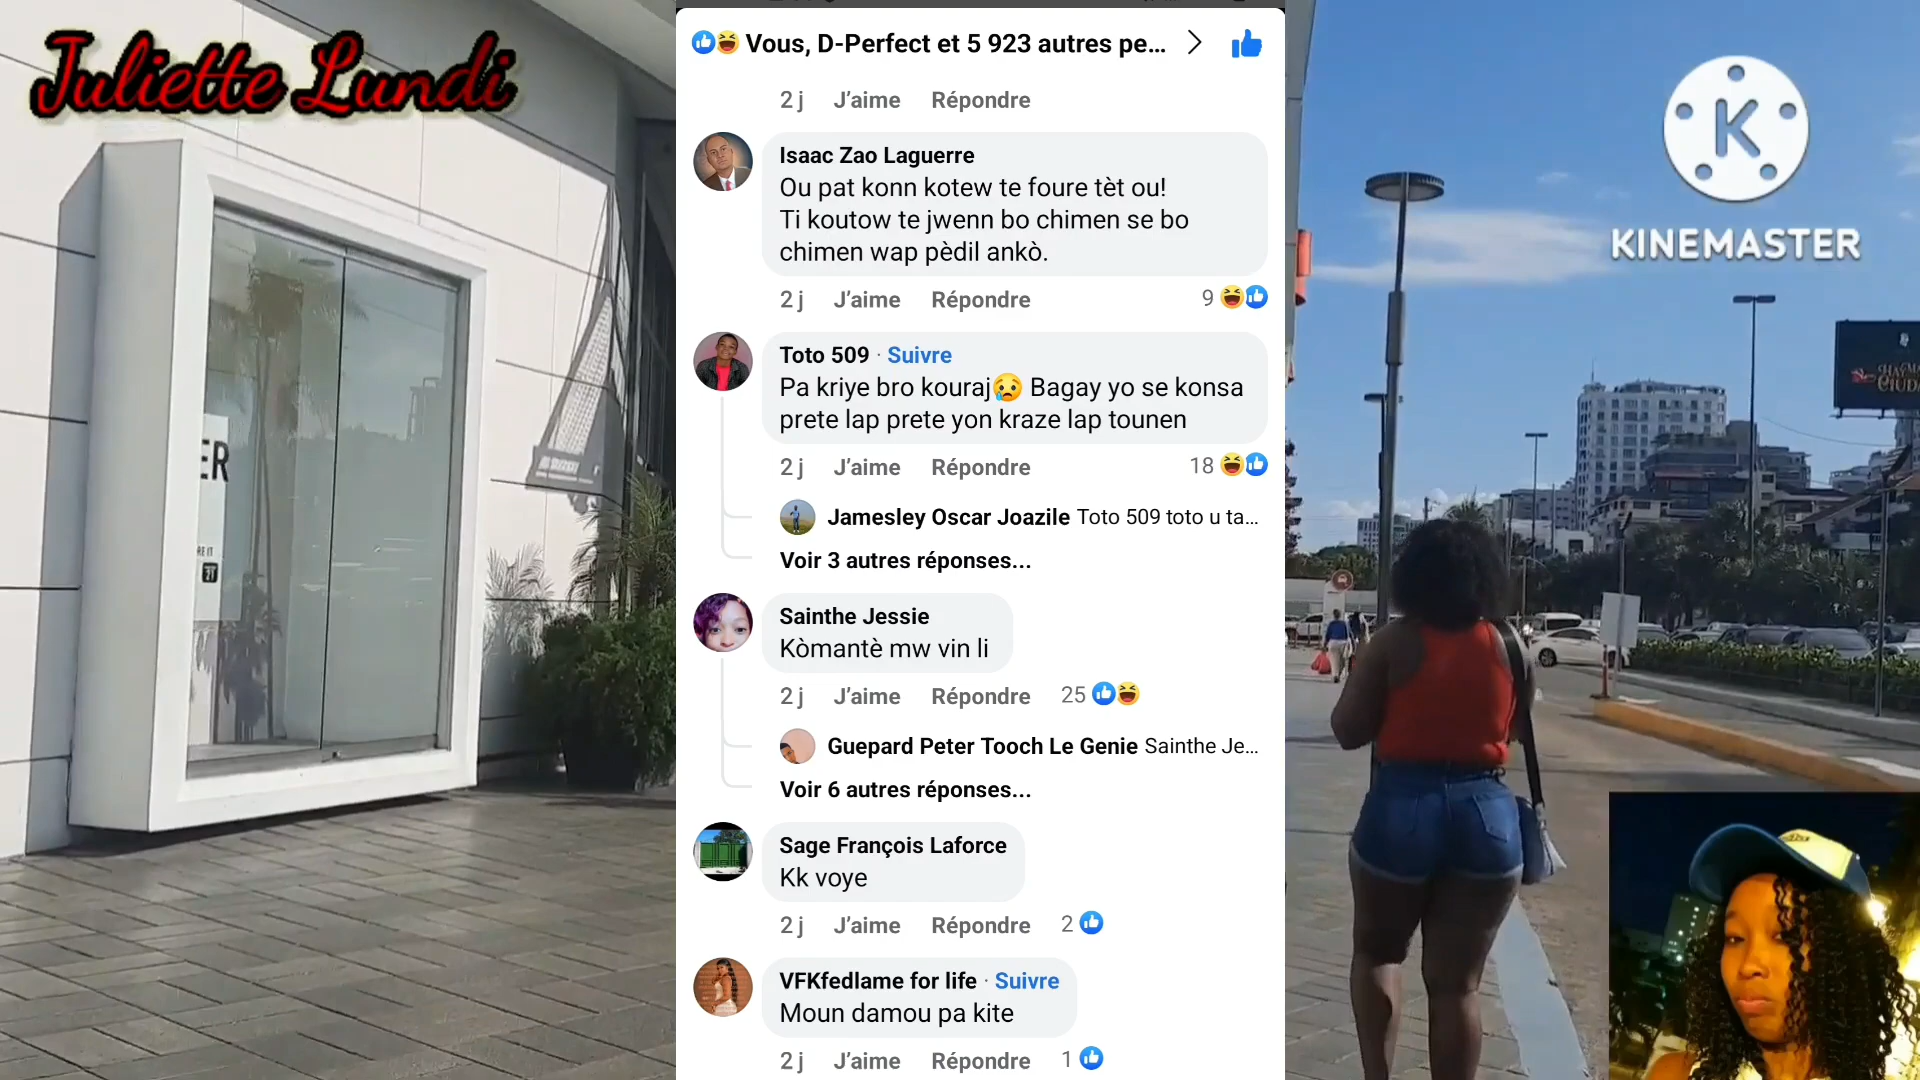 Juliette Lundi
Vous, D-Perfect et 5 923 autres pe...
2 j J'aime Répondre
Isaac Zao Laguerre
Ou pat konn kotew te foure tèt ou!
Ti koutow te jwenn bo chimen se bo
chimen wap pèdil ankò.
2 j J'aime Répondre 9
Toto 509 · Suivre
Pa kriye bro kouraj😢 Bagay yo se konsa
prete lap prete yon kraze lap tounen
2 j J'aime Répondre 18
Jamesley Oscar Joazile Toto 509 toto u ta...
Voir 3 autres réponses...
Sainthe Jessie
Kòmantè mw vin li
2 j J'aime Répondre 25
Guepard Peter Tooch Le Genie Sainthe Je...
Voir 6 autres réponses...
Sage François Laforce
Kk voye
2 j J'aime Répondre 2
VFKfedlame for life · Suivre
Moun damou pa kite
2 j J'aime Répondre 1
ER
K
KINEMASTER